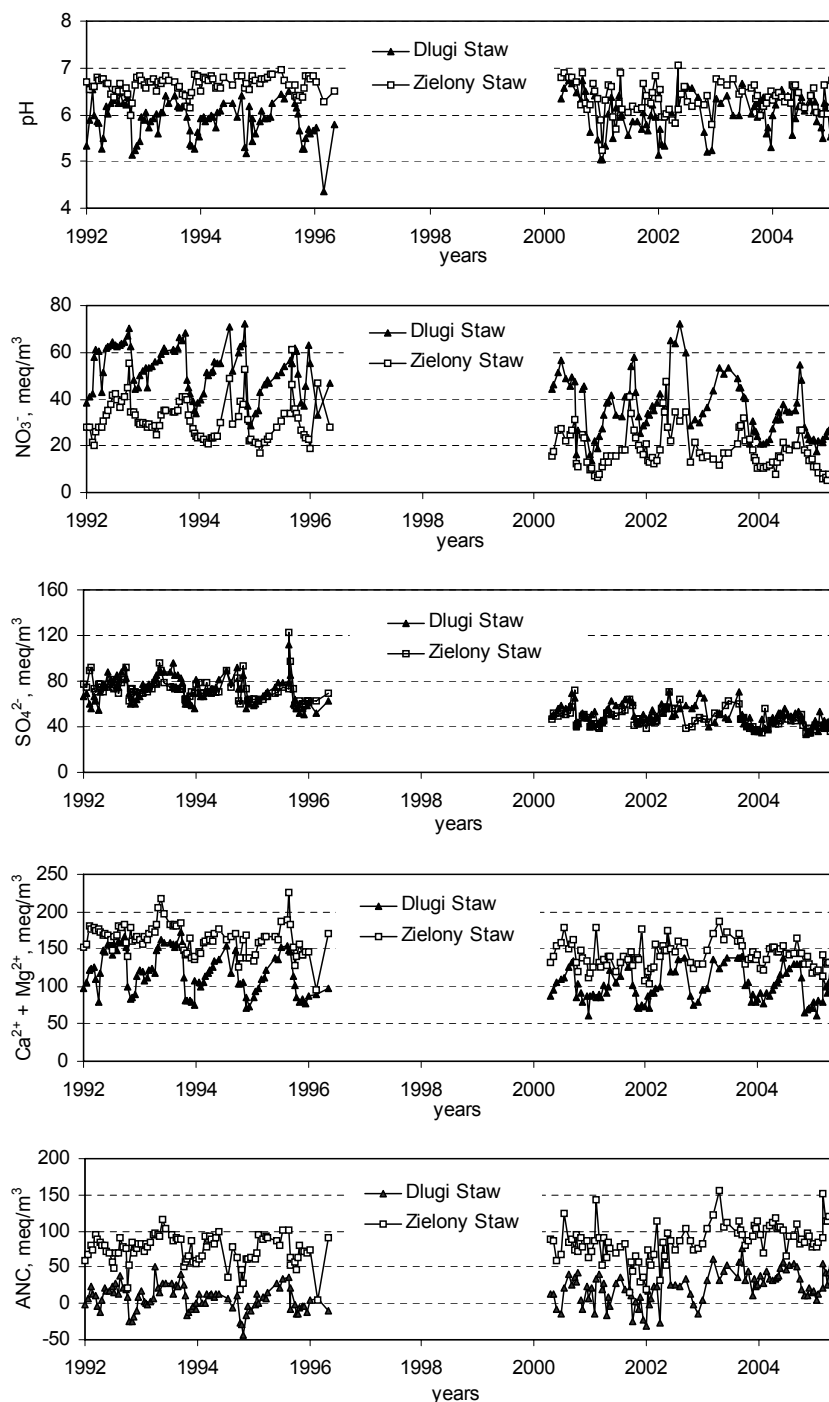 8
7
6
5
4
pH
Dlugi Staw
Zielony Staw
1992 1994 1996 1998 2000 2002 2004
years
80
60
40
20
0
NO₃⁻, meq/m³
Dlugi Staw
Zielony Staw
1992 1994 1996 1998 2000 2002 2004
years
160
120
80
40
0
SO₄²⁻, meq/m³
Dlugi Staw
Zielony Staw
1992 1994 1996 1998 2000 2002 2004
years
250
200
150
100
50
0
Ca²⁺ + Mg²⁺, meq/m³
Dlugi Staw
Zielony Staw
1992 1994 1996 1998 2000 2002 2004
years
200
150
100
50
0
-50
ANC, meq/m³
Dlugi Staw
Zielony Staw
1992 1994 1996 1998 2000 2002 2004
years